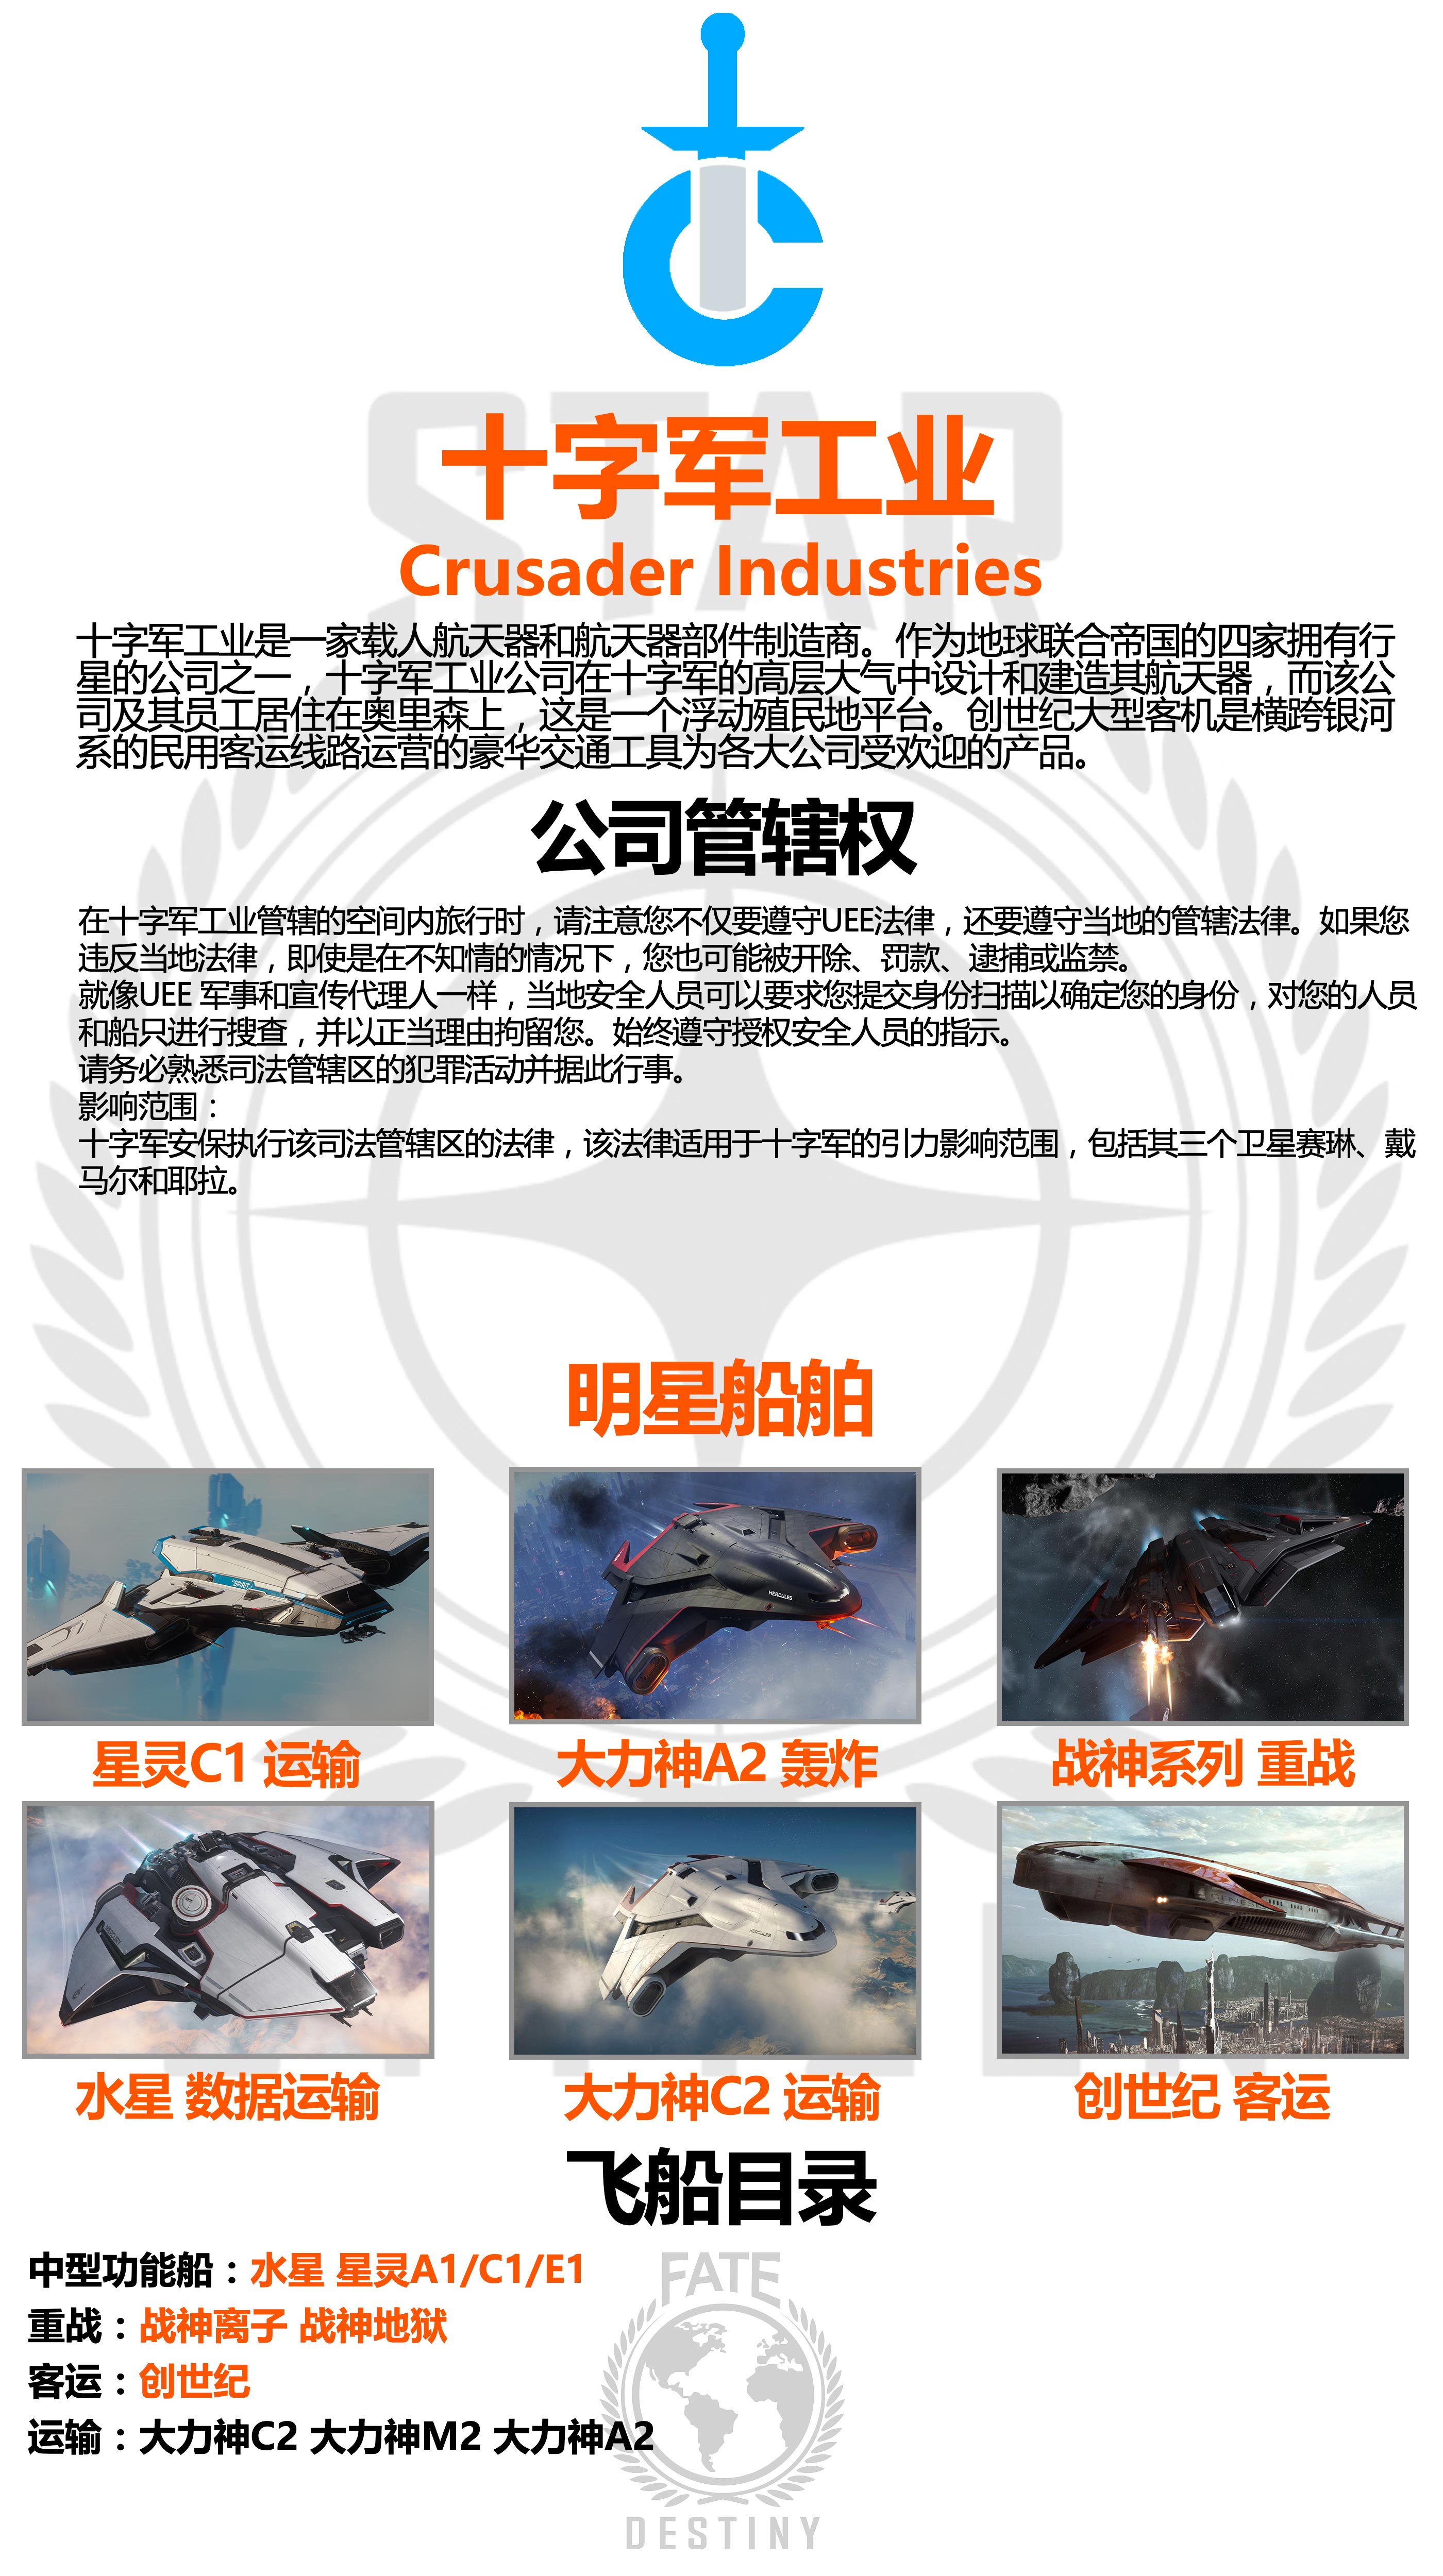 STAR
十字军工业
Crusader Industries
十字军工业是一家载人航天器和航天器部件制造商。作为地球联合帝国的四家拥有行
星的公司之一，十字军工业公司在十字军的高层大气中设计和建造其航天器，而该公
司及其员工居住在奥里森上，这是一个浮动殖民地平台。创世纪大型客机是横跨银河
系的民用客运线路运营的豪华交通工具为各大公司受欢迎的产品。
公司管辖权
在十字军工业管辖的空间内旅行时，请注意您不仅要遵守UEE法律，还要遵守当地的管辖法律。如果您
违反当地法律，即使是在不知情的情况下，您也可能被开除、罚款、逮捕或监禁。
就像UEE 军事和宣传代理人一样，当地安全人员可以要求您提交身份扫描以确定您的身份，对您的人员
和船只进行搜查，并以正当理由拘留您。始终遵守授权安全人员的指示。
请务必熟悉司法管辖区的犯罪活动并据此行事。
影响范围：
十字军安保执行该司法管辖区的法律，该法律适用于十字军的引力影响范围，包括其三个卫星赛琳、戴
马尔和耶拉。
明星船舶
SPIRIT
HERCULES
星灵C1 运输
大力神A2 轰炸
战神系列 重战
HERCULES
水星 数据运输
大力神C2 运输
创世纪 客运
飞船目录
中型功能船：水星 星灵A1/C1/E1
重战：战神离子 战神地狱
客运：创世纪
运输：大力神C2 大力神M2 大力神A2
FATE
DESTINY